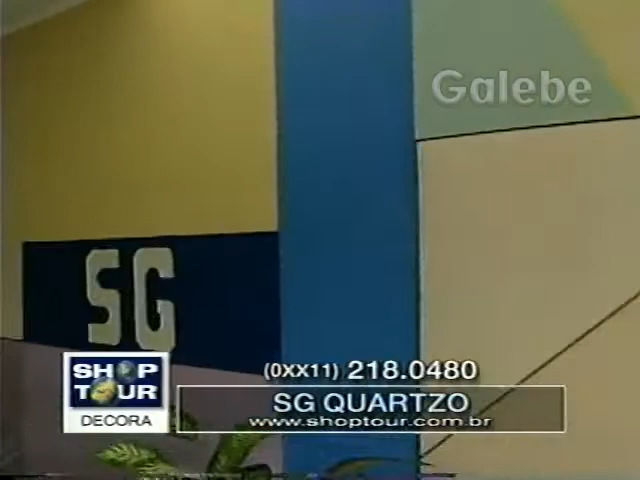 Galebe
SG
SHOP
TOUR
DECORA
(0XX11) 218.0480
SG QUARTZO
www.shoptour.com.br